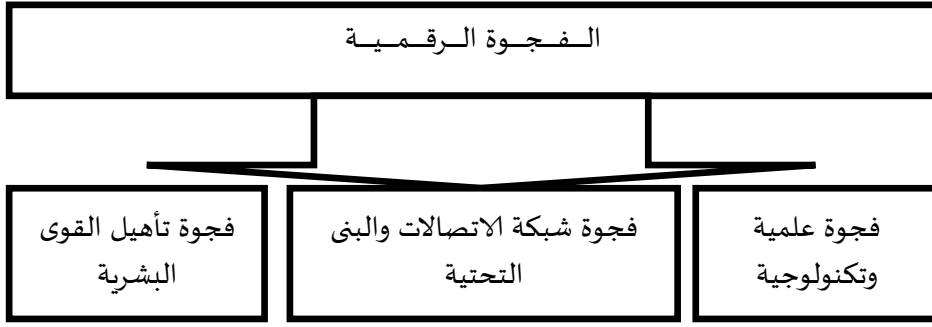 الـفـجـوة الـرقـمـيـة
فجوة علمية
وتكنولوجية
فجوة شبكة الاتصالات والبنى
التحتية
فجوة تأهيل القوى
البشرية